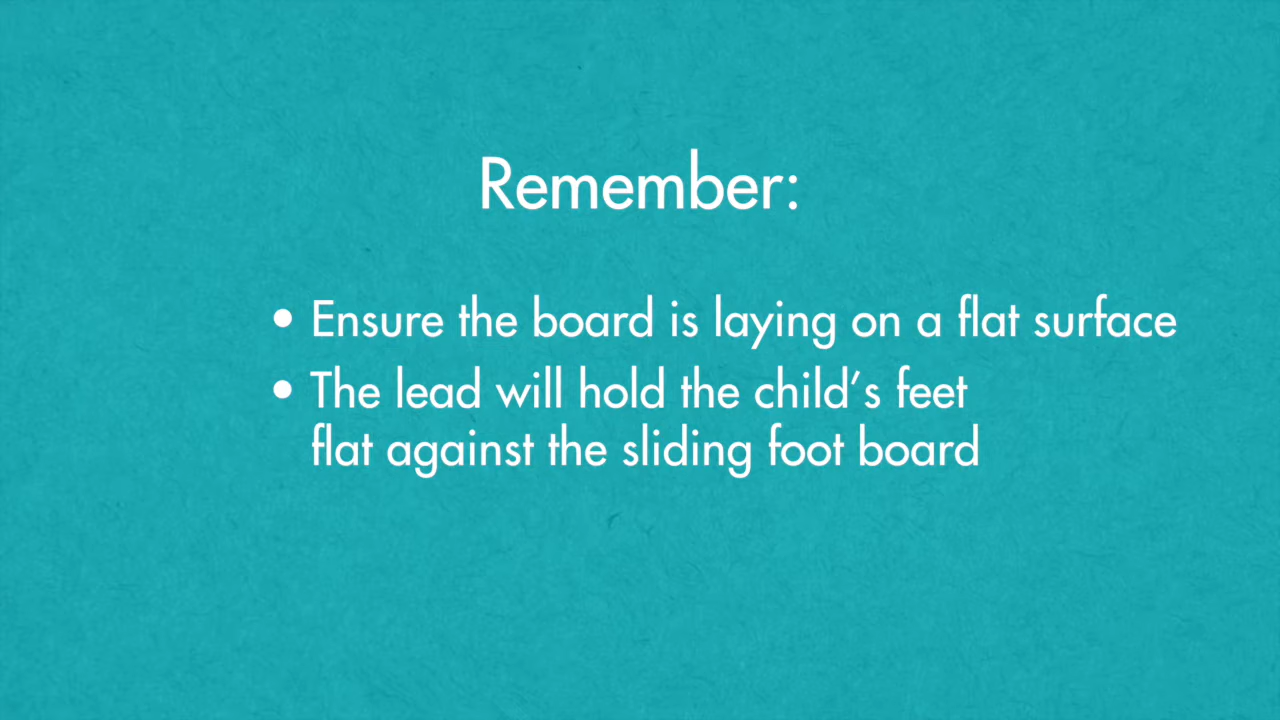 Remember:
• Ensure the board is laying on a flat surface
• The lead will hold the child’s feet
flat against the sliding foot board